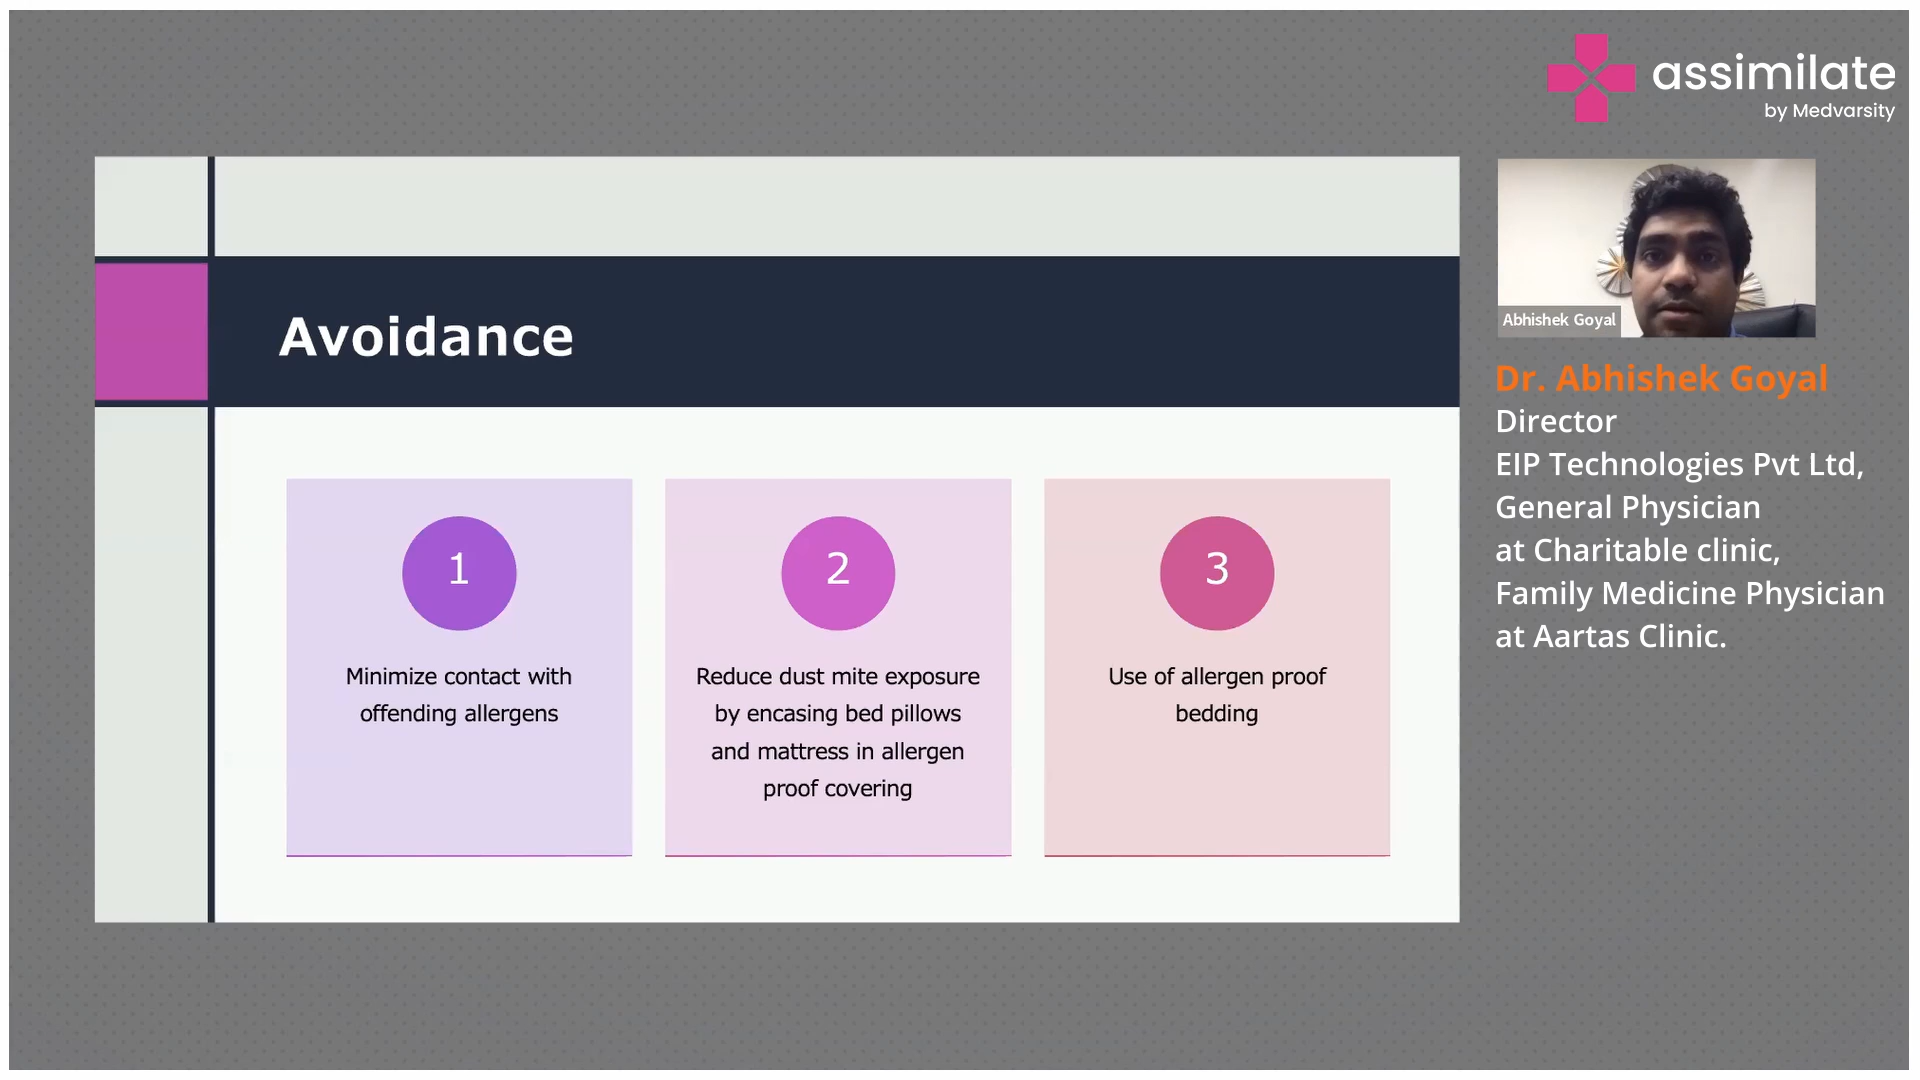 assimilate
by Medvarsity
Avoidance
1
Minimize contact with
offending allergens
2
Reduce dust mite exposure
by encasing bed pillows
and mattress in allergen
proof covering
3
Use of allergen proof
bedding
Abhishek Goyal
Dr. Abhishek Goyal
Director
EIP Technologies Pvt Ltd,
General Physician
at Charitable clinic,
Family Medicine Physician
at Aartas Clinic.